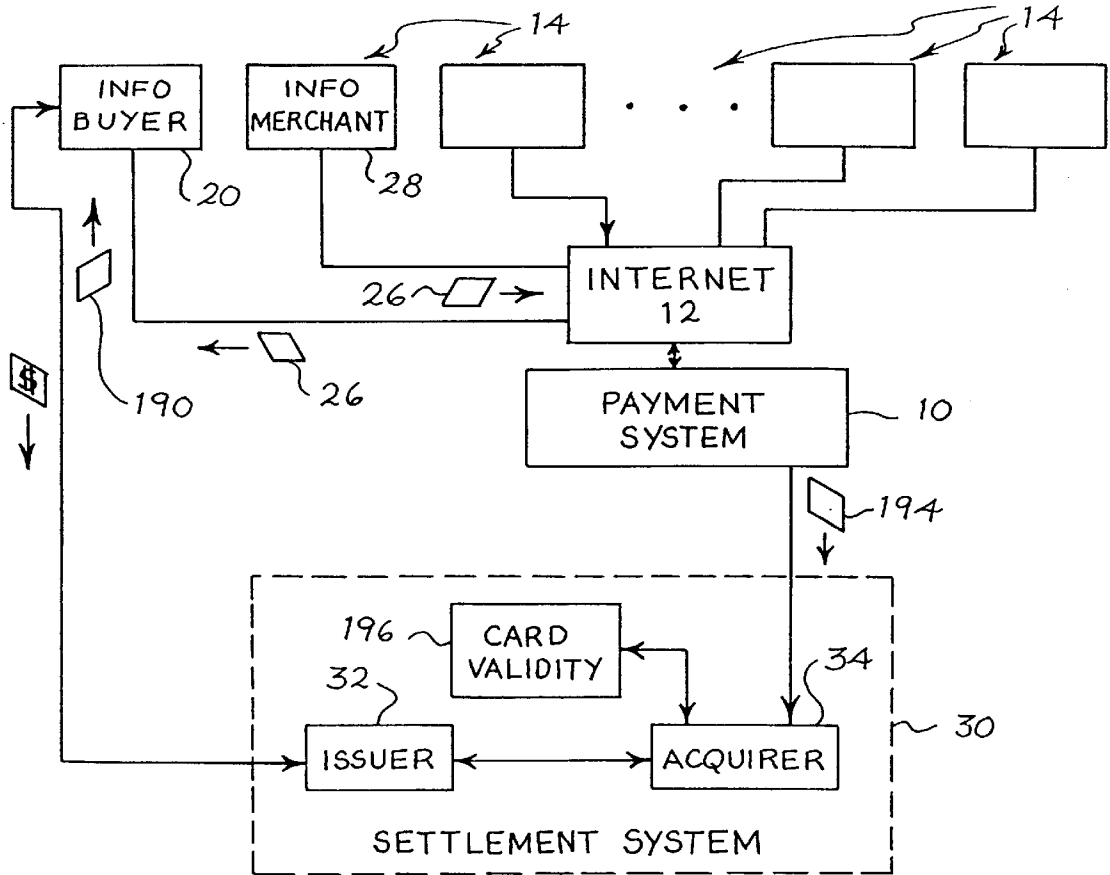 14
14
INFO
BUYER
INFO
MERCHANT
20
28
INTERNET
12
26
26
190
$
PAYMENT
SYSTEM
10
194
196
CARD
VALIDITY
32
34
30
ISSUER
ACQUIRER
SETTLEMENT SYSTEM